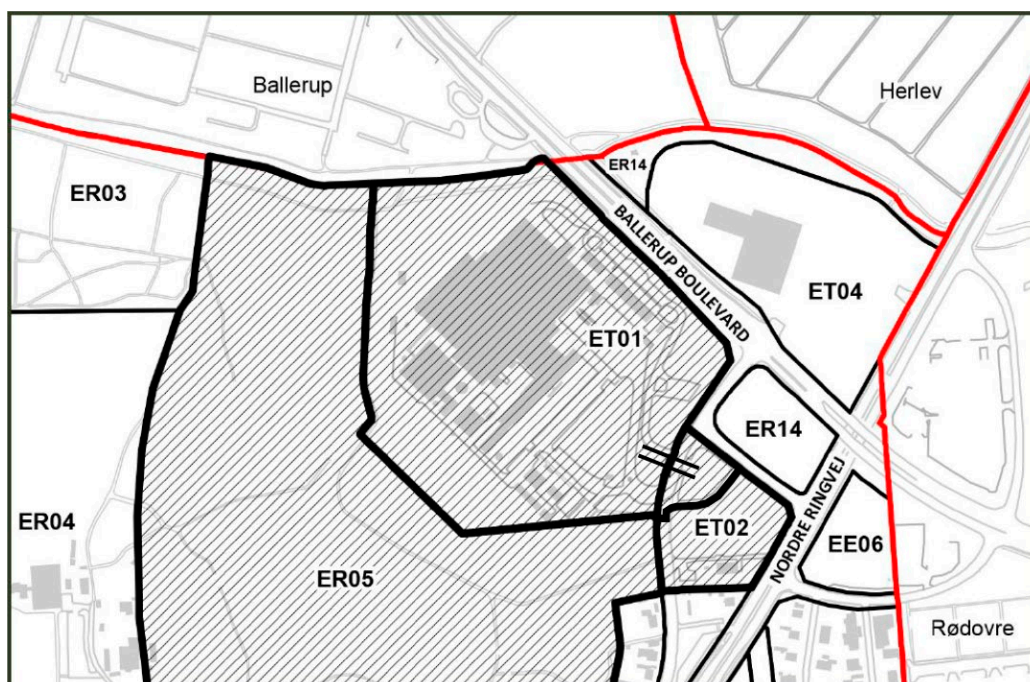 Ballerup
Herlev
ER14
ER03
BALLERUP BOULEVARD
ET04
ET01
ER14
ER04
ET02
NORDRE RINGVEJ
EE06
ER05
Rødovre